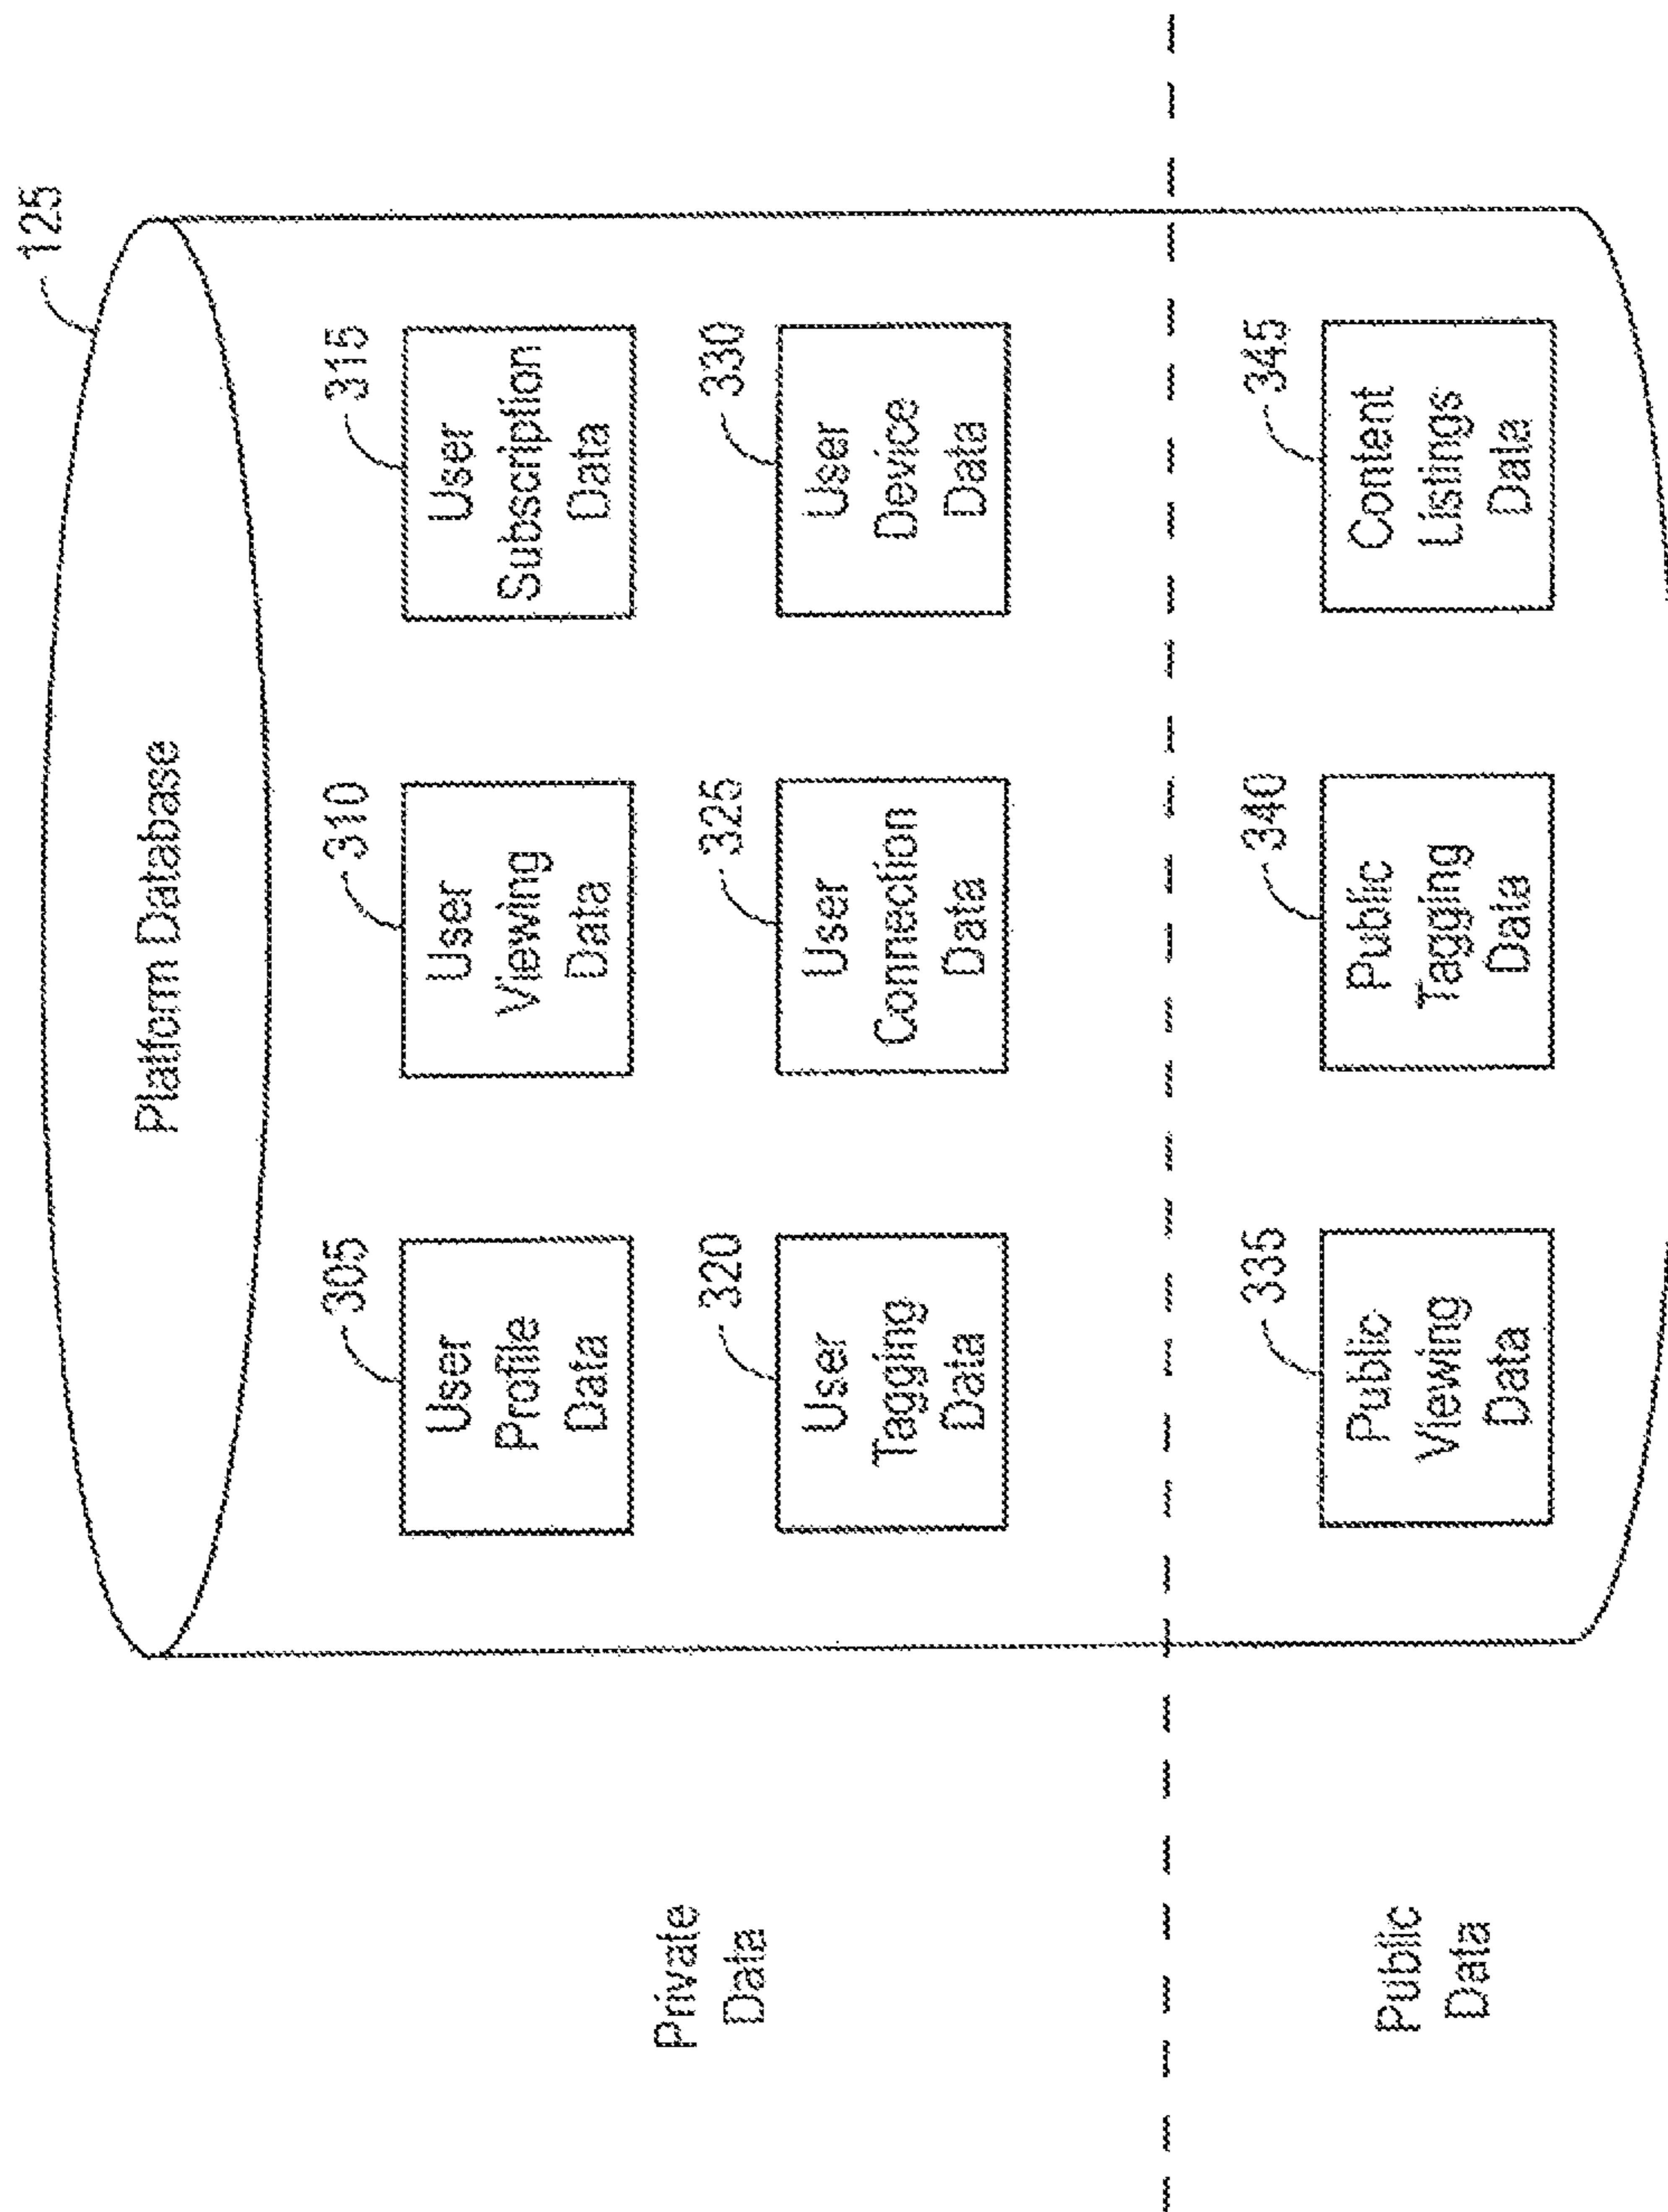 125
Platform Database
305
User
Profile
Data
310
User
Viewing
Data
315
User
Subscription
Data
320
User
Tagging
Data
325
User
Connection
Data
330
User
Device
Data
Private
Data
335
Public
Viewing
Data
340
Public
Tagging
Data
345
Content
Listings
Data
Public
Data